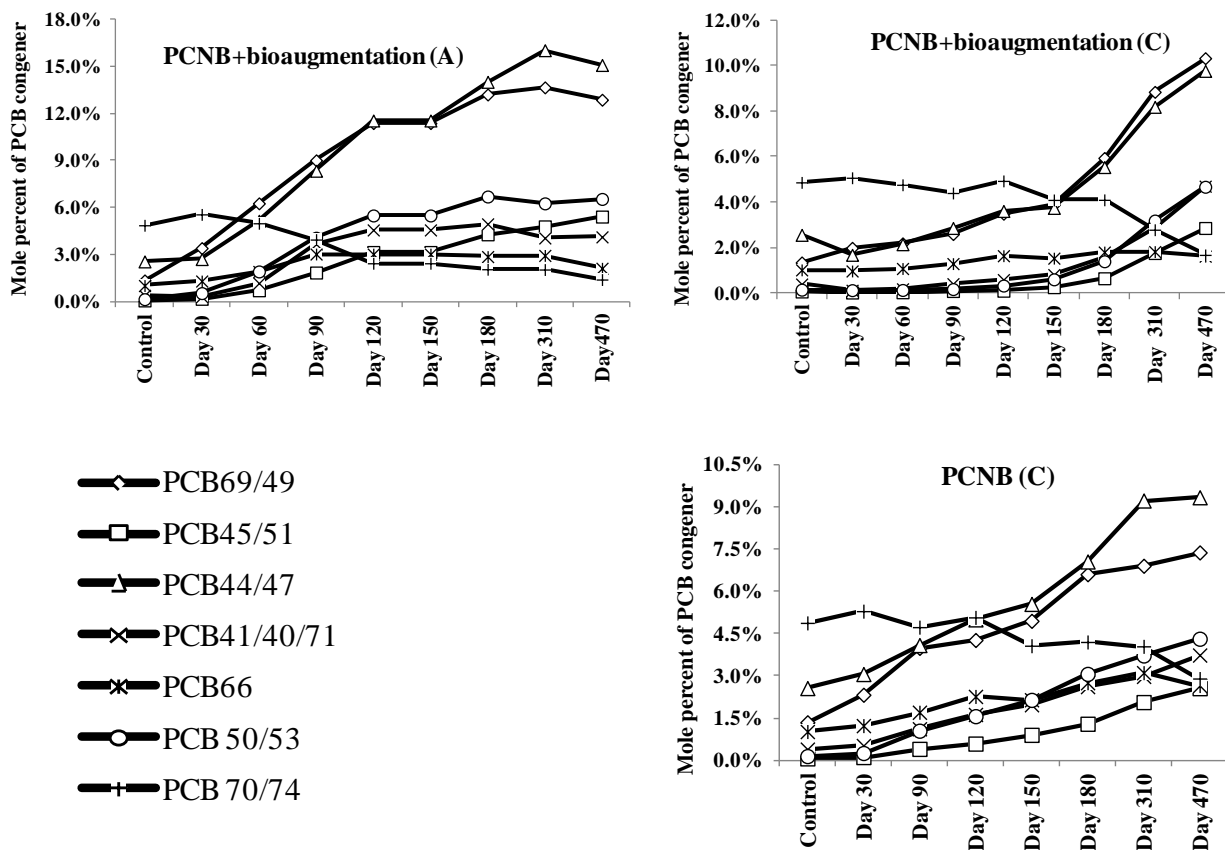 PCNB+bioaugmentation (A)
Mole percent of PCB congener
18.0%
15.0%
12.0%
9.0%
6.0%
3.0%
0.0%
Control
Day 30
Day 60
Day 90
Day 120
Day 150
Day 180
Day 310
Day470
PCNB+bioaugmentation (C)
Mole percent of PCB congener
12.0%
10.0%
8.0%
6.0%
4.0%
2.0%
0.0%
Control
Day 30
Day 60
Day 90
Day 120
Day 150
Day 180
Day 310
Day 470
PCB69/49
PCB45/51
PCB44/47
PCB41/40/71
PCB66
PCB 50/53
PCB 70/74
PCNB (C)
Mole percent of PCB congener
10.5%
9.0%
7.5%
6.0%
4.5%
3.0%
1.5%
0.0%
Control
Day 30
Day 90
Day 120
Day 150
Day 180
Day 310
Day 470